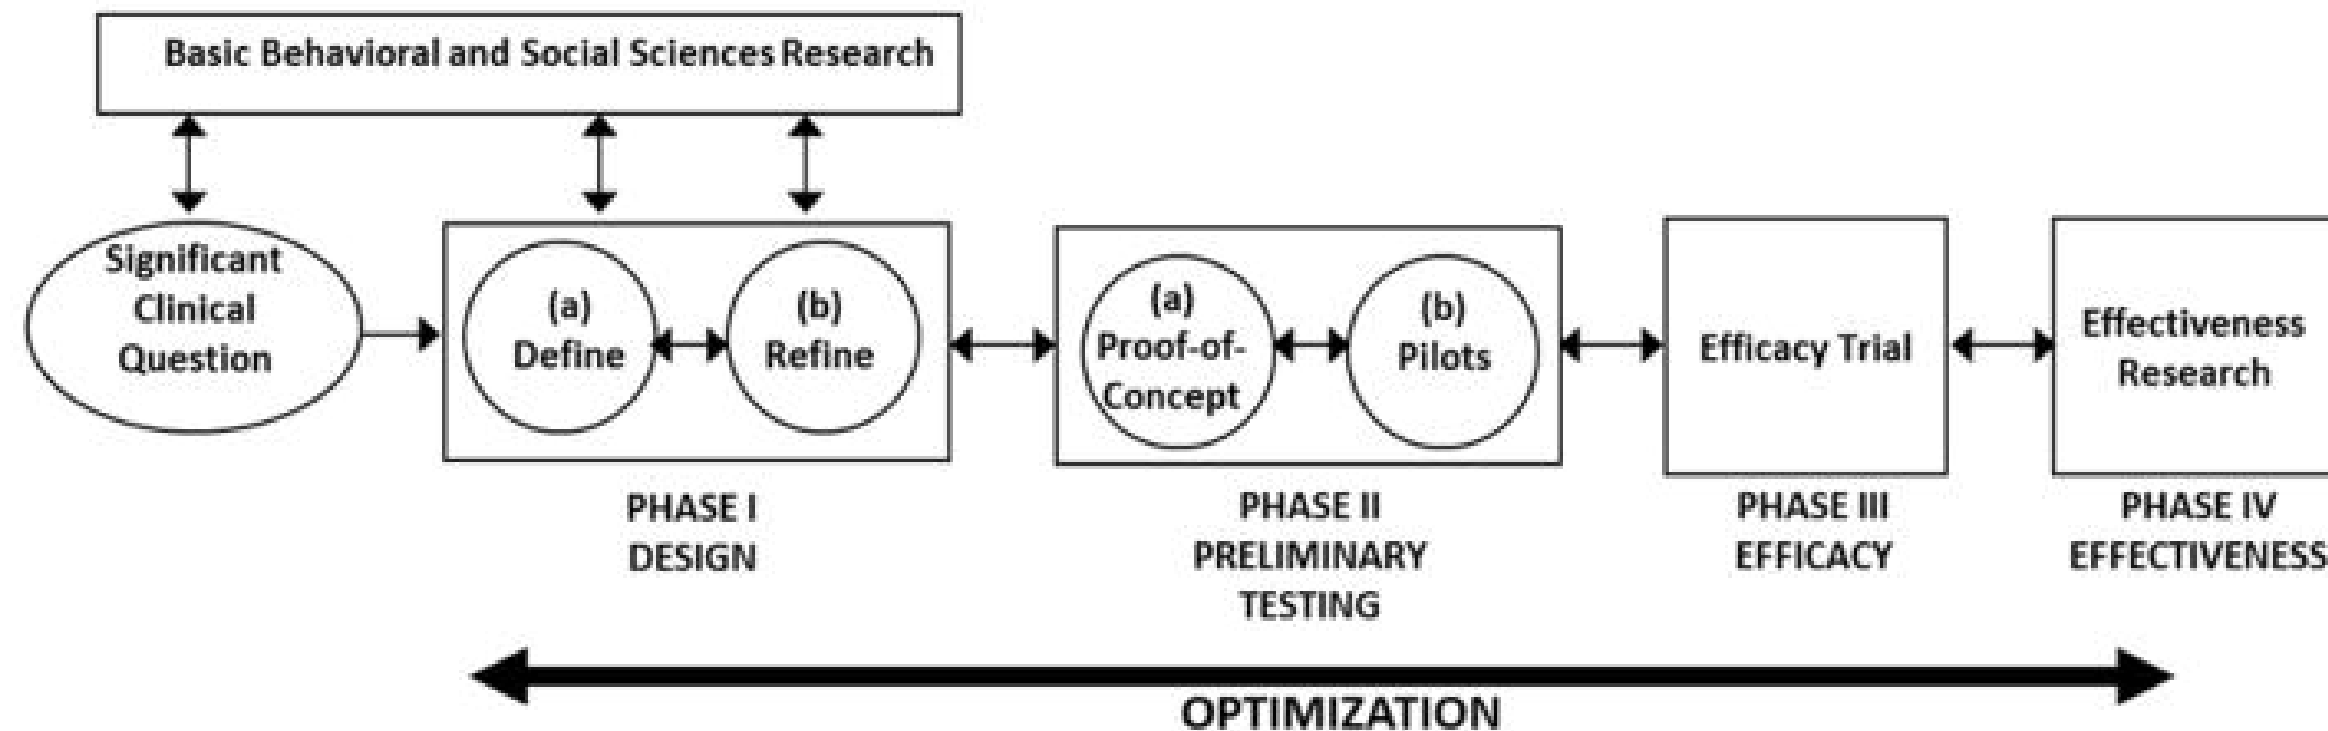 Basic Behavioral and Social Sciences Research
Significant
Clinical
Question
(a)
Define
(b)
Refine
(a)
Proof-of-
Concept
(b)
Pilots
Efficacy Trial
Effectiveness
Research
PHASE I
DESIGN
PHASE II
PRELIMINARY
TESTING
PHASE III
EFFICACY
PHASE IV
EFFECTIVENESS
OPTIMIZATION